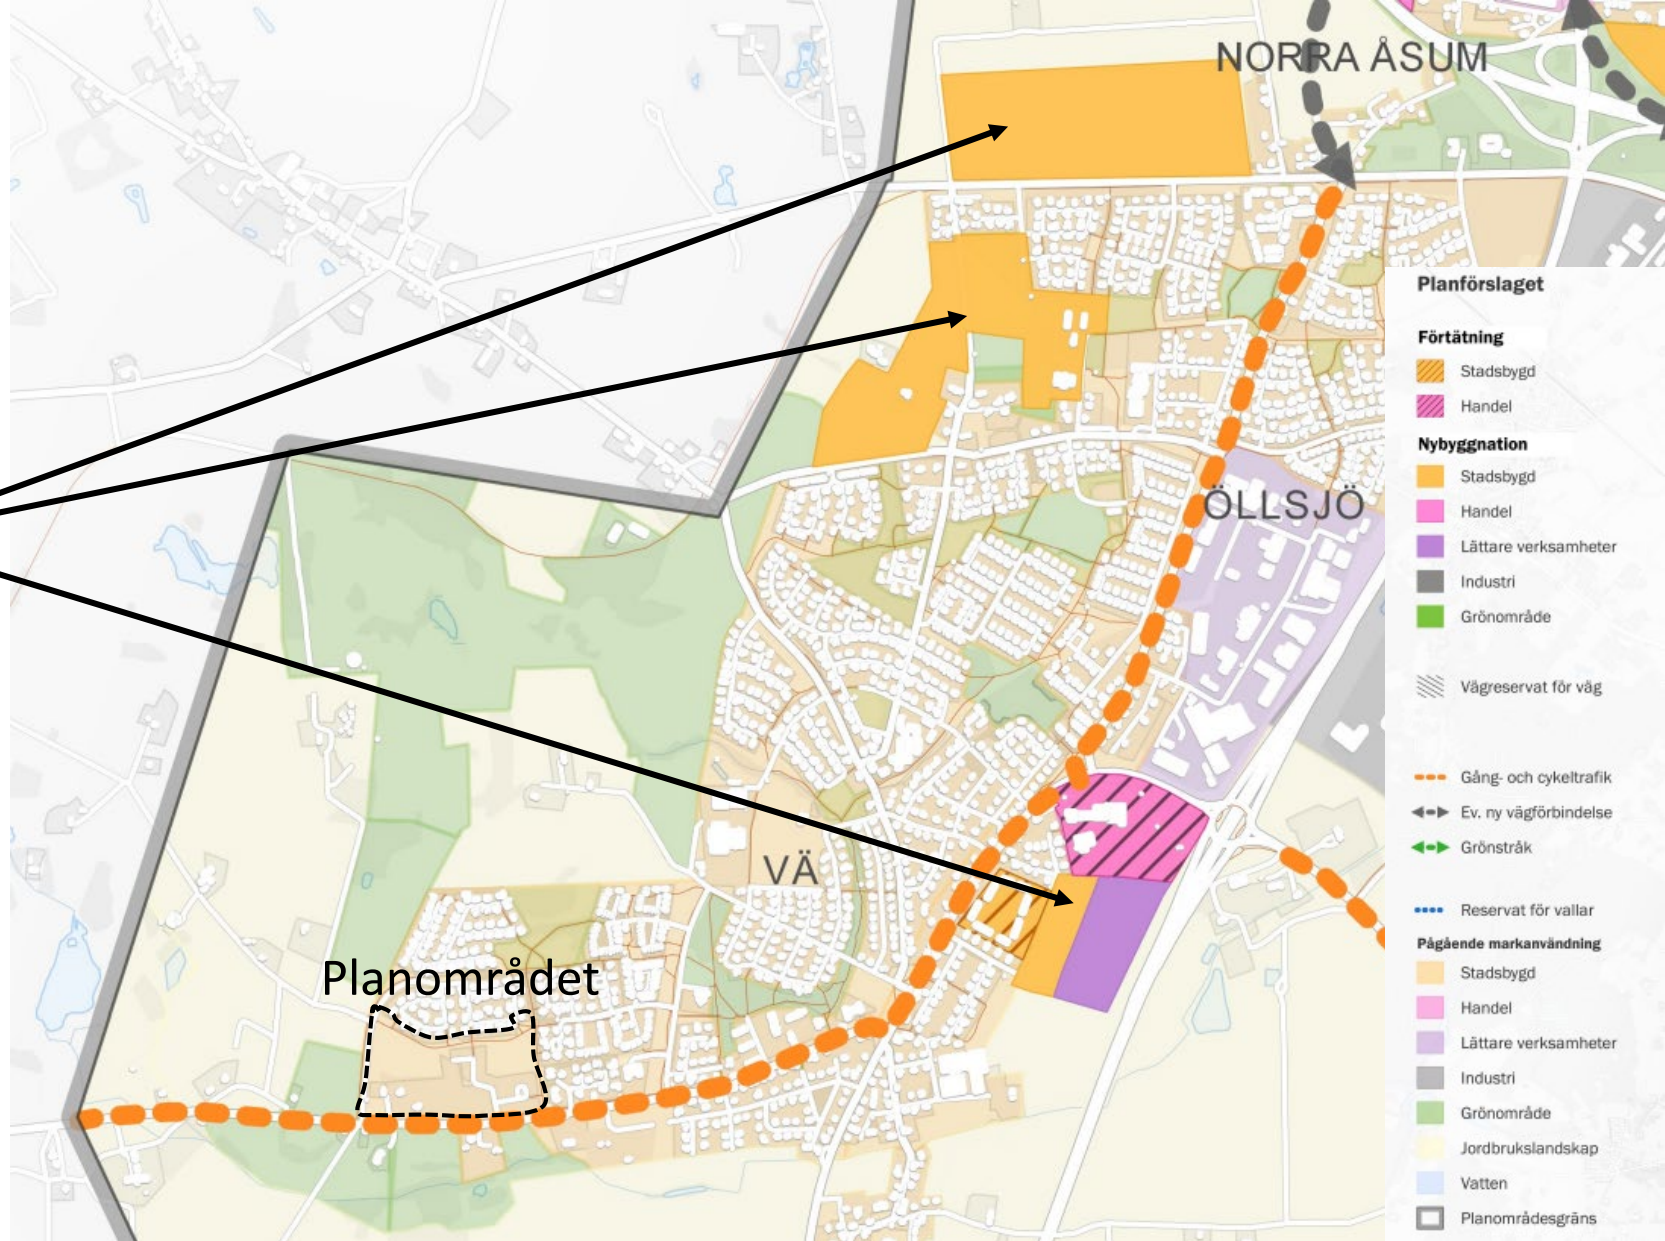 NORRA ÅSUM
ÖLLSJÖ
VÄ
Planområdet
Planförslaget
Förtätning
Stadsbygd
Handel
Nybyggnation
Stadsbygd
Handel
Lättare verksamheter
Industri
Grönområde
Vägreservat för väg
Gång- och cykeltrafik
Ev. ny vägförbindelse
Grönstråk
Reservat för vallar
Pågående markanvändning
Stadsbygd
Handel
Lättare verksamheter
Industri
Grönområde
Jordbrukslandskap
Vatten
Planområdesgräns